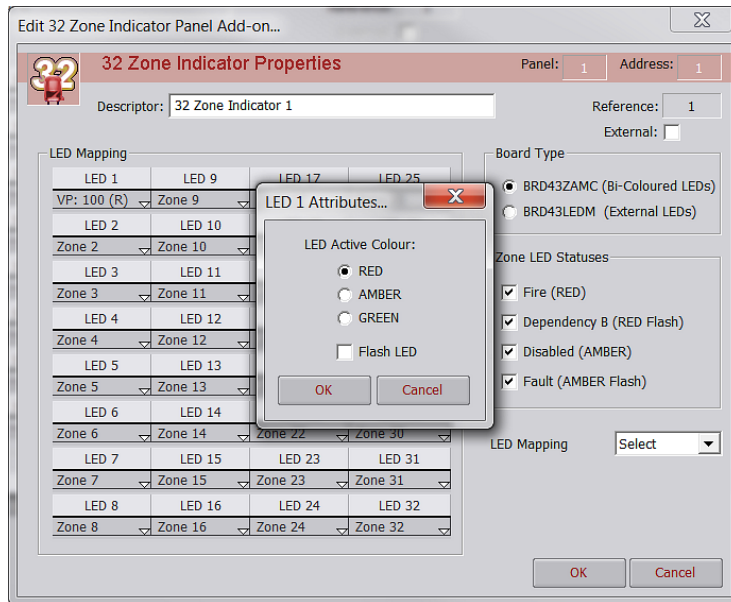 Edit 32 Zone Indicator Panel Add-on...
32
32 Zone Indicator Properties
Panel: 1 Address: 1
Descriptor: 32 Zone Indicator 1
Reference: 1
External:
LED Mapping
LED 1 LED 9 LED 17 LED 25
VP: 100 (R) Zone 9
LED 2 LED 10
Zone 2 Zone 10
LED 3 LED 11
Zone 3 Zone 11
LED 4 LED 12
Zone 4 Zone 12
LED 5 LED 13
Zone 5 Zone 13
LED 6 LED 14
Zone 6 Zone 14 Zone 22 Zone 30
LED 7 LED 15 LED 23 LED 31
Zone 7 Zone 15 Zone 23 Zone 31
LED 8 LED 16 LED 24 LED 32
Zone 8 Zone 16 Zone 24 Zone 32
LED 1 Attributes...
LED Active Colour:
RED
AMBER
GREEN
Flash LED
OK Cancel
Board Type
BRD43ZAMC (Bi-Coloured LEDs)
BRD43LEDM (External LEDs)
Zone LED Statuses
Fire (RED)
Dependency B (RED Flash)
Disabled (AMBER)
Fault (AMBER Flash)
LED Mapping Select
OK Cancel